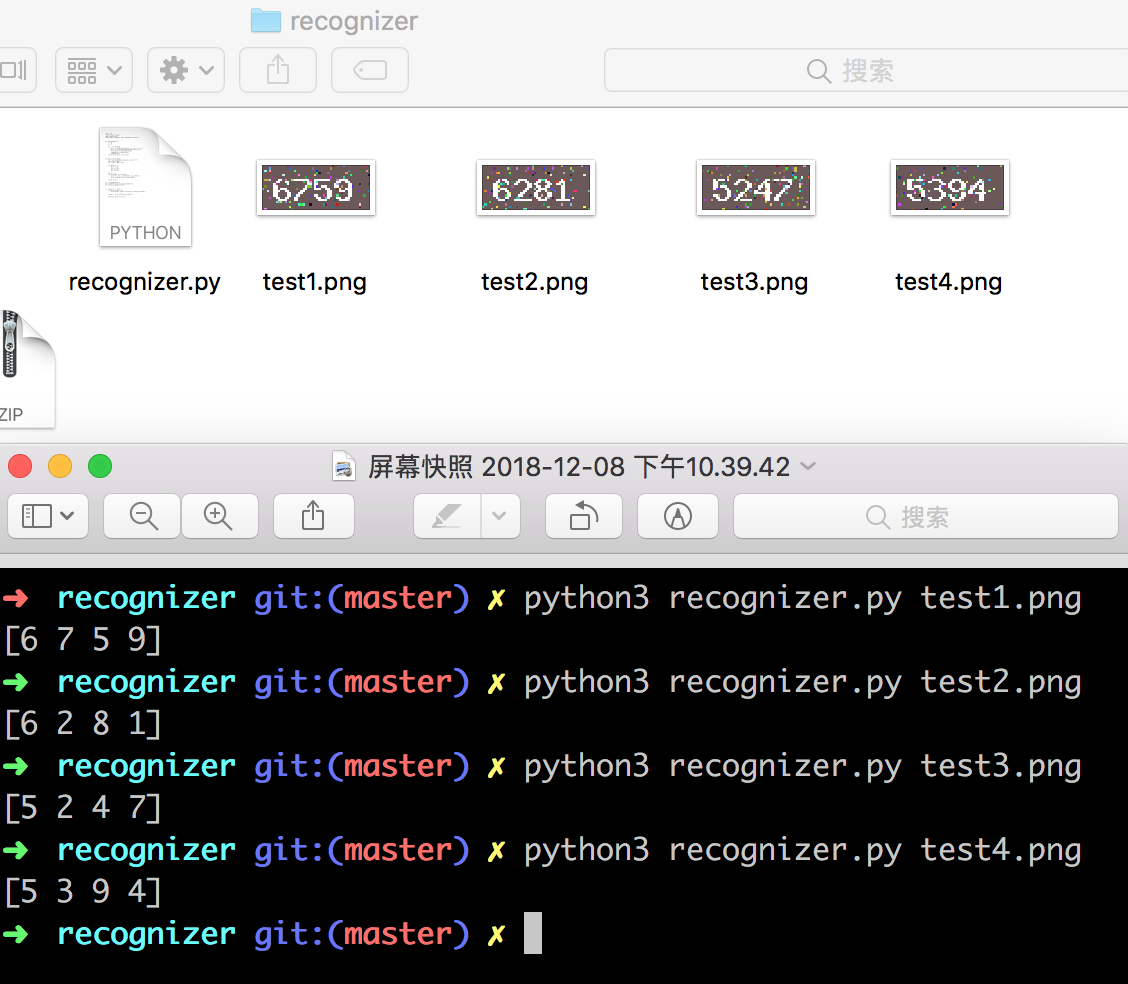 recognizer
搜索
6759
6281
5247
5394
PYTHON
recognizer.py
test1.png
test2.png
test3.png
test4.png
ZIP
屏幕快照 2018-12-08 下午10.39.42
搜索
➜ recognizer git:(master) ✗ python3 recognizer.py test1.png
[6 7 5 9]
➜ recognizer git:(master) ✗ python3 recognizer.py test2.png
[6 2 8 1]
➜ recognizer git:(master) ✗ python3 recognizer.py test3.png
[5 2 4 7]
➜ recognizer git:(master) ✗ python3 recognizer.py test4.png
[5 3 9 4]
➜ recognizer git:(master) ✗